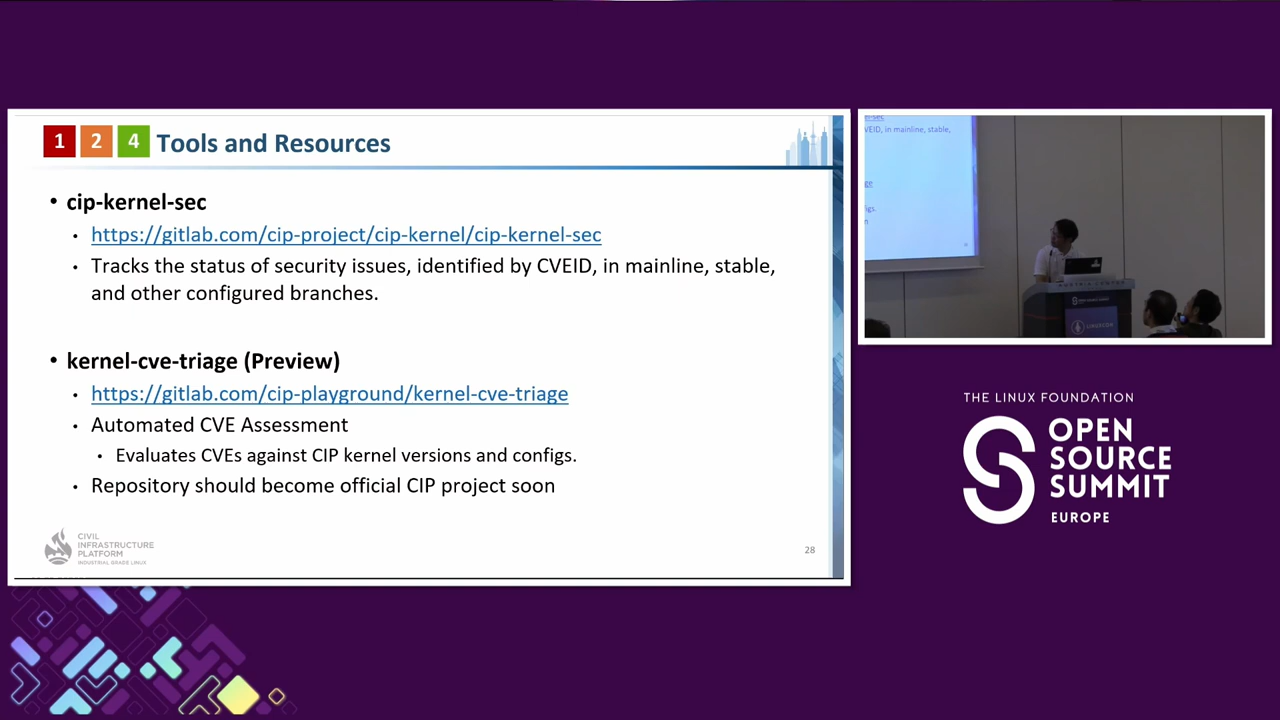 1 2 4 Tools and Resources
• cip-kernel-sec
• https://gitlab.com/cip-project/cip-kernel/cip-kernel-sec
• Tracks the status of security issues, identified by CVEID, in mainline, stable,
and other configured branches.
• kernel-cve-triage (Preview)
• https://gitlab.com/cip-playground/kernel-cve-triage
• Automated CVE Assessment
• Evaluates CVEs against CIP kernel versions and configs.
• Repository should become official CIP project soon
CIVIL
INFRASTRUCTURE
PLATFORM
INDUSTRIAL GRADE LINUX
28
VEID, in mainline, stable,
THE LINUX FOUNDATION
OPEN
SOURCE
SUMMIT
EUROPE